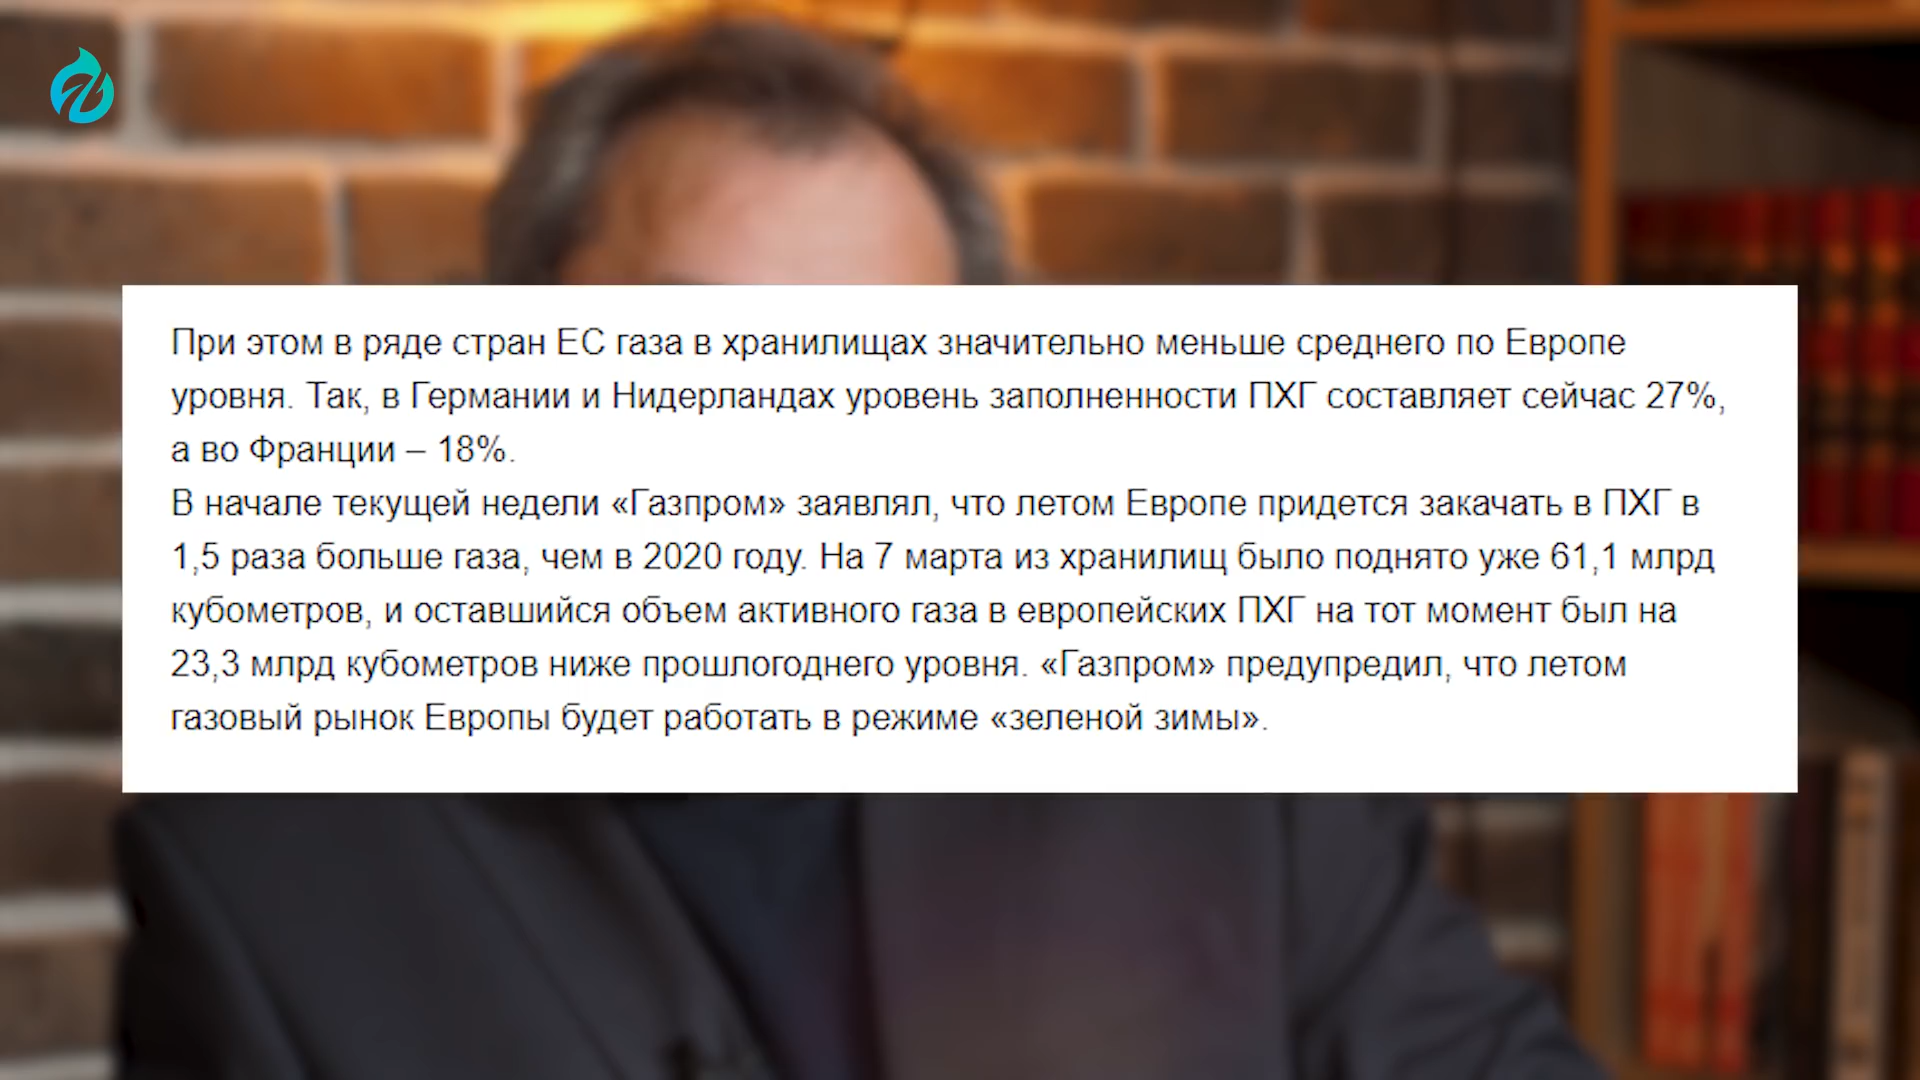 При этом в ряде стран ЕС газа в хранилищах значительно меньше среднего по Европе
уровня. Так, в Германии и Нидерландах уровень заполненности ПХГ составляет сейчас 27%,
а во Франции – 18%.
В начале текущей недели «Газпром» заявлял, что летом Европе придется закачать в ПХГ в
1,5 раза больше газа, чем в 2020 году. На 7 марта из хранилищ было поднято уже 61,1 млрд
кубометров, и оставшийся объем активного газа в европейских ПХГ на тот момент был на
23,3 млрд кубометров ниже прошлогоднего уровня. «Газпром» предупредил, что летом
газовый рынок Европы будет работать в режиме «зеленой зимы».